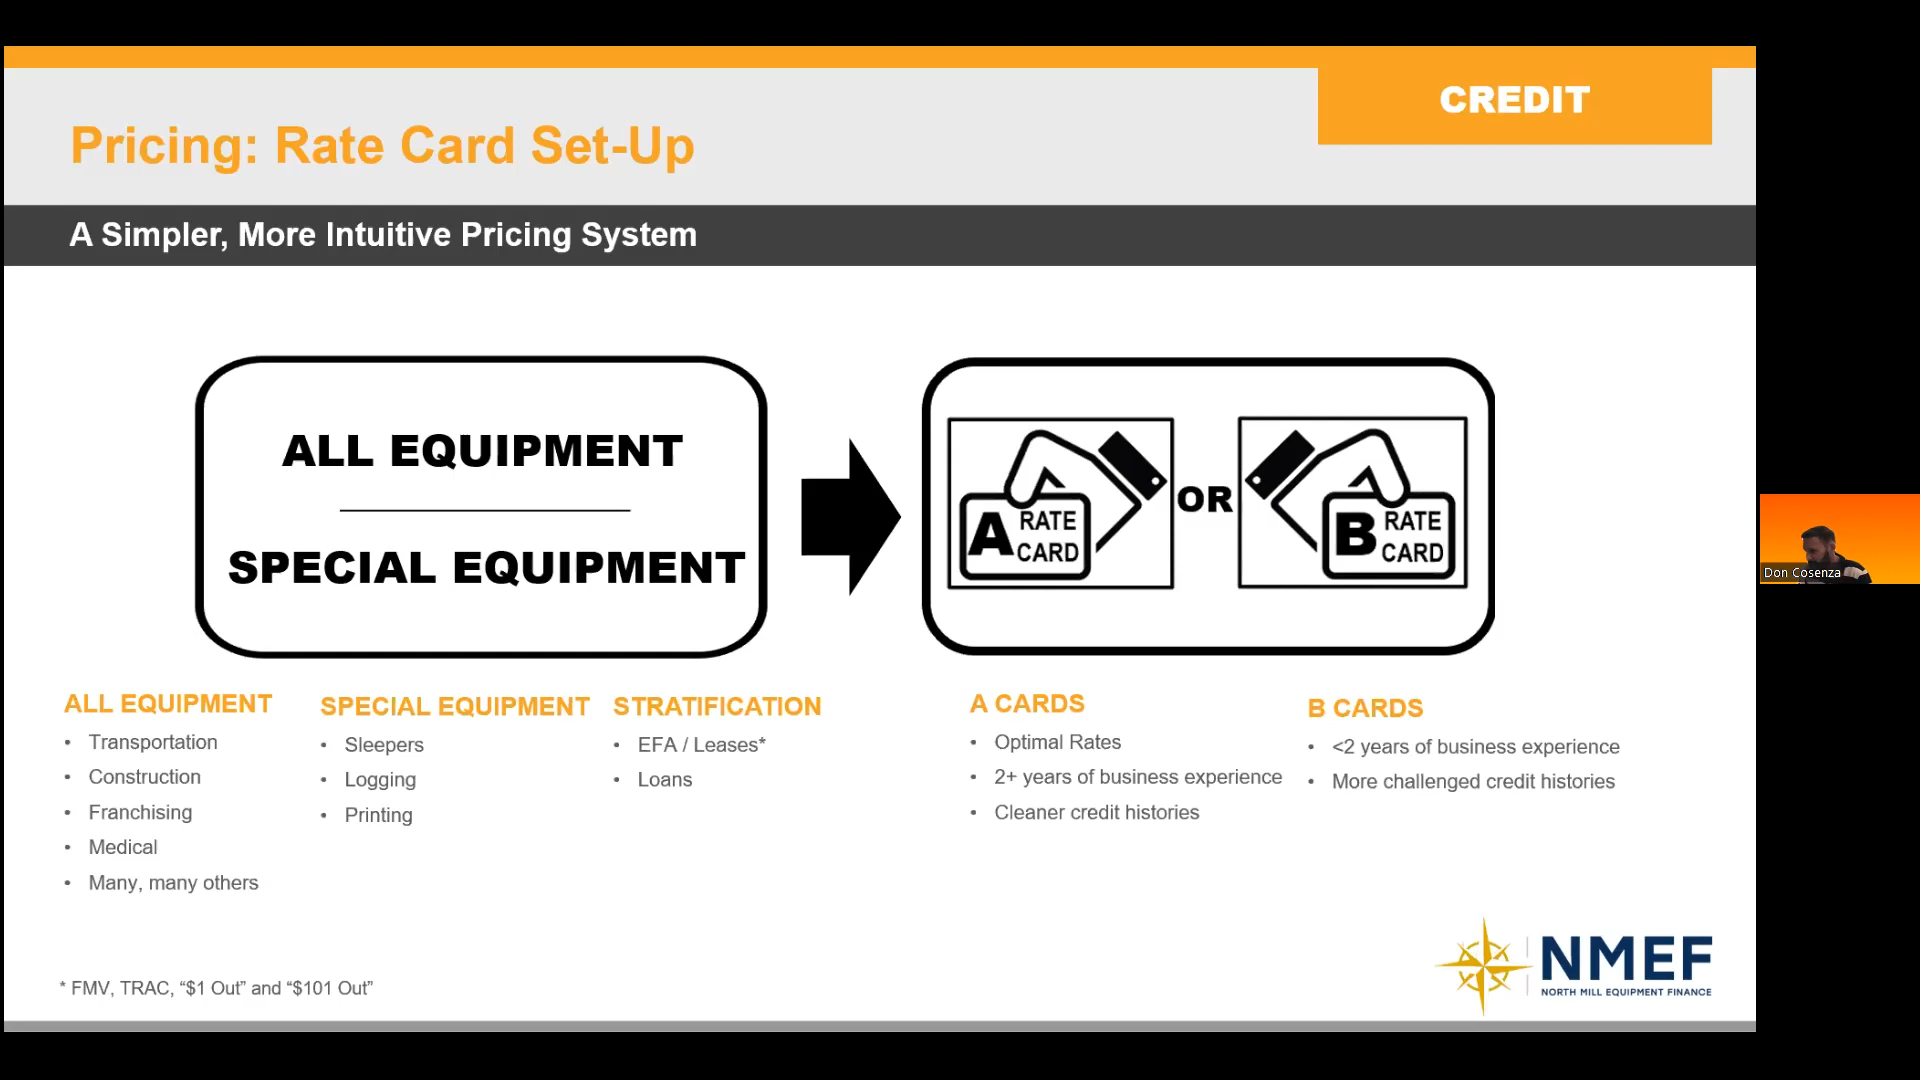 CREDIT
Pricing: Rate Card Set-Up
A Simpler, More Intuitive Pricing System
ALL EQUIPMENT
SPECIAL EQUIPMENT
A RATE CARD
OR
B RATE CARD
ALL EQUIPMENT
• Transportation
• Construction
• Franchising
• Medical
• Many, many others
SPECIAL EQUIPMENT
• Sleepers
• Logging
• Printing
STRATIFICATION
• EFA / Leases*
• Loans
A CARDS
• Optimal Rates
• 2+ years of business experience
• Cleaner credit histories
B CARDS
• <2 years of business experience
• More challenged credit histories
* FMV, TRAC, “$1 Out” and “$101 Out”
NMEF
NORTH MILL EQUIPMENT FINANCE
Don Cosenza